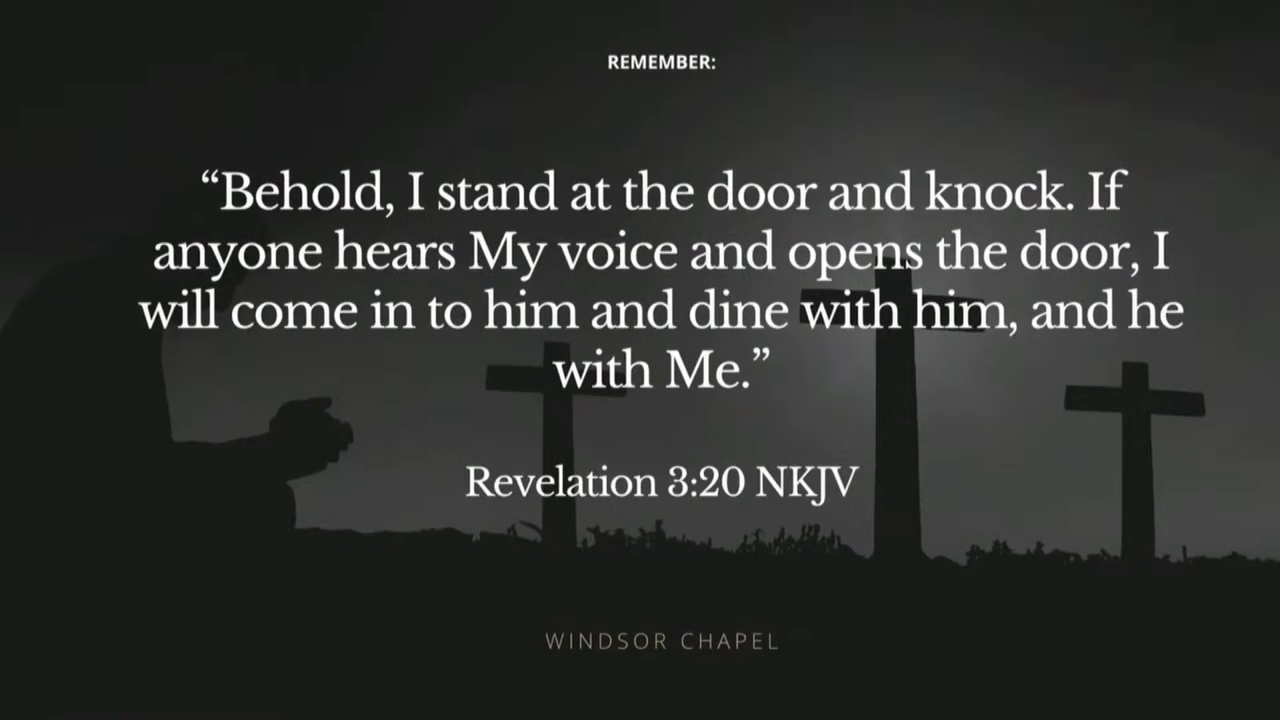 REMEMBER:
“Behold, I stand at the door and knock. If
anyone hears My voice and opens the door, I
will come in to him and dine with him, and he
with Me.”
Revelation 3:20 NKJV
WINDSOR CHAPEL